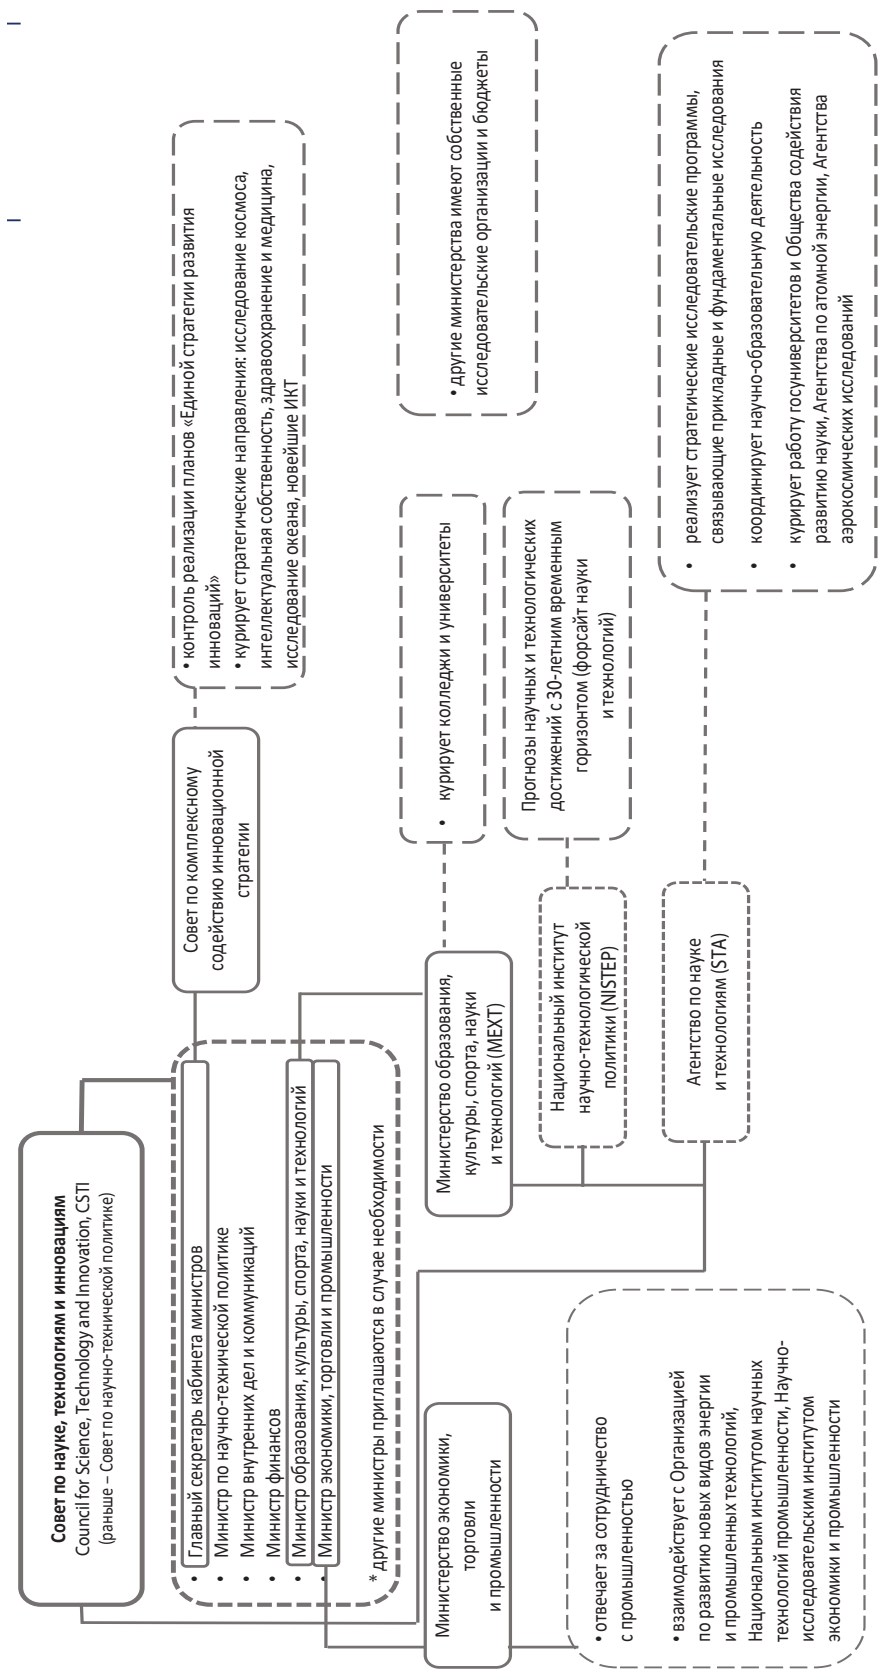 Совет по науке, технологиям и инновациям
Council for Science, Technology and Innovation, CSTI
(раньше – Совет по научно-технической политике)
• Главный секретарь кабинета министров
• Министр по научно-технической политике
• Министр внутренних дел и коммуникаций
• Министр финансов
• Министр образования, культуры, спорта, науки и технологий
• Министр экономики, торговли и промышленности
* другие министры приглашаются в случае необходимости
Совет по комплексному
содействию инновационной
стратегии
• контроль реализации планов «Единой стратегии развития
инноваций»
• курирует стратегические направления: исследование космоса,
интеллектуальная собственность, здравоохранение и медицина,
исследование океана, новейшие ИКТ
Министерство экономики,
торговли
и промышленности
• отвечает за сотрудничество
с промышленностью
• взаимодействует с Организацией
по развитию новых видов энергии
и промышленных технологий,
Национальным институтом научных
технологий промышленности, Научно-
исследовательским институтом
экономики и промышленности
Министерство образования,
культуры, спорта, науки
и технологий (MEXT)
• курирует колледжи и университеты
Национальный институт
научно-технологической
политики (NISTEP)
Прогнозы научных и технологических
достижений с 30-летним временным
горизонтом (форсайт науки
и технологий)
Агентство по науке
и технологиям (STA)
• реализует стратегические исследовательские программы,
связывающие прикладные и фундаментальные исследования
• координирует научно-образовательную деятельность
• курирует работу госуниверситетов и Общества содействия
развитию науки, Агентства по атомной энергии, Агентства
аэрокосмических исследований
• другие министерства имеют собственные
исследовательские организации и бюджеты